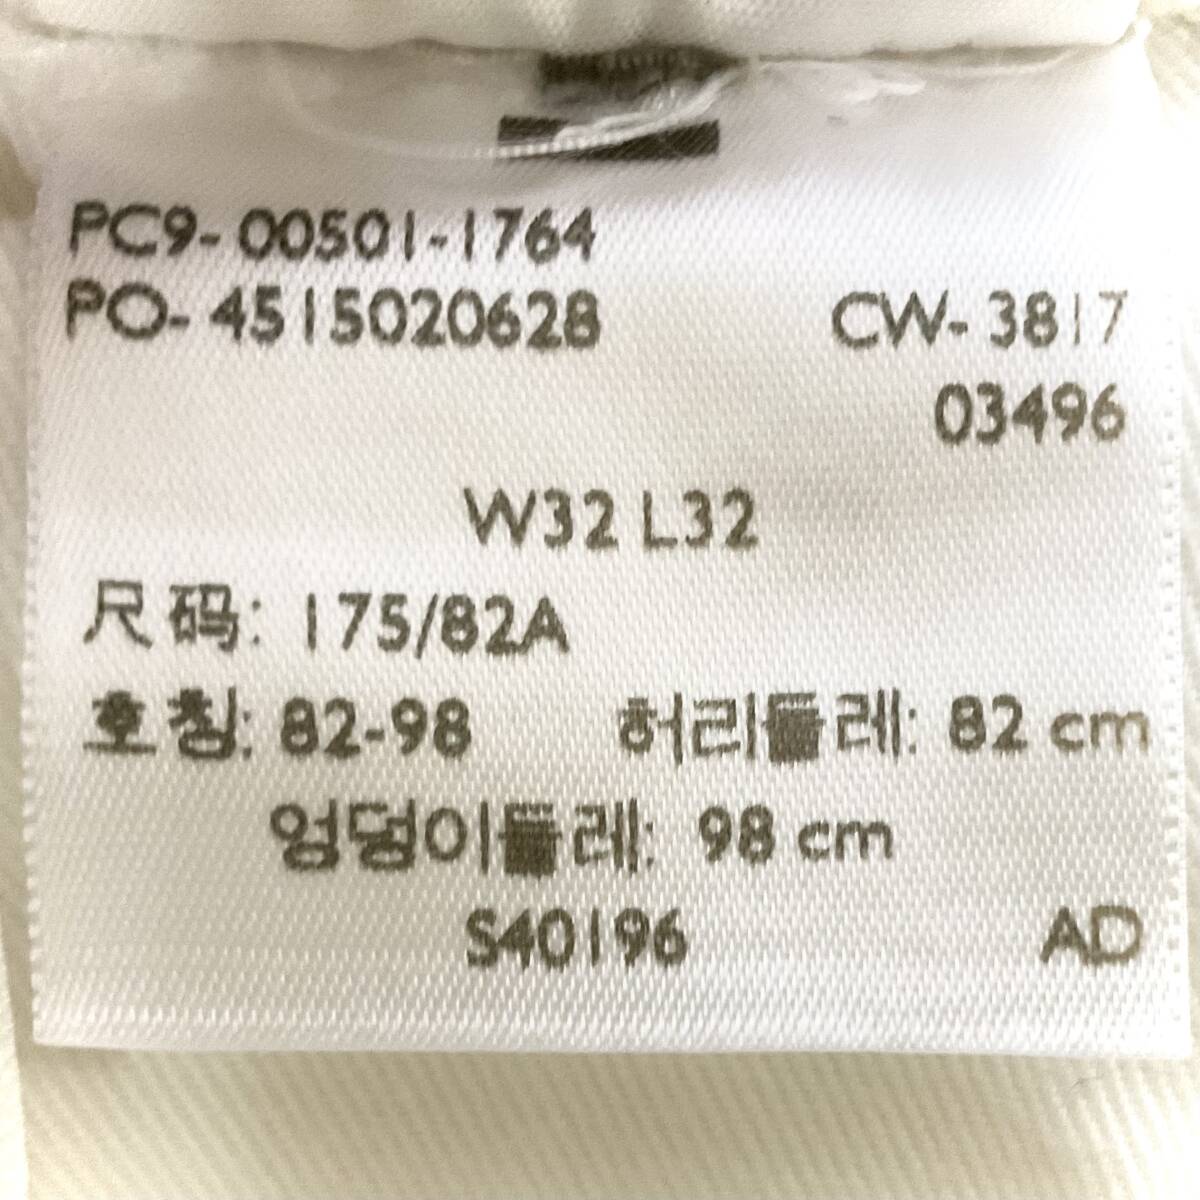 PC9-00501-1764
PO-4515020628 CW-3817
03496
W32 L32
尺码: 175/82A
호칭: 82-98 허리둘레: 82 cm
엉덩이둘레: 98 cm
S40196 AD